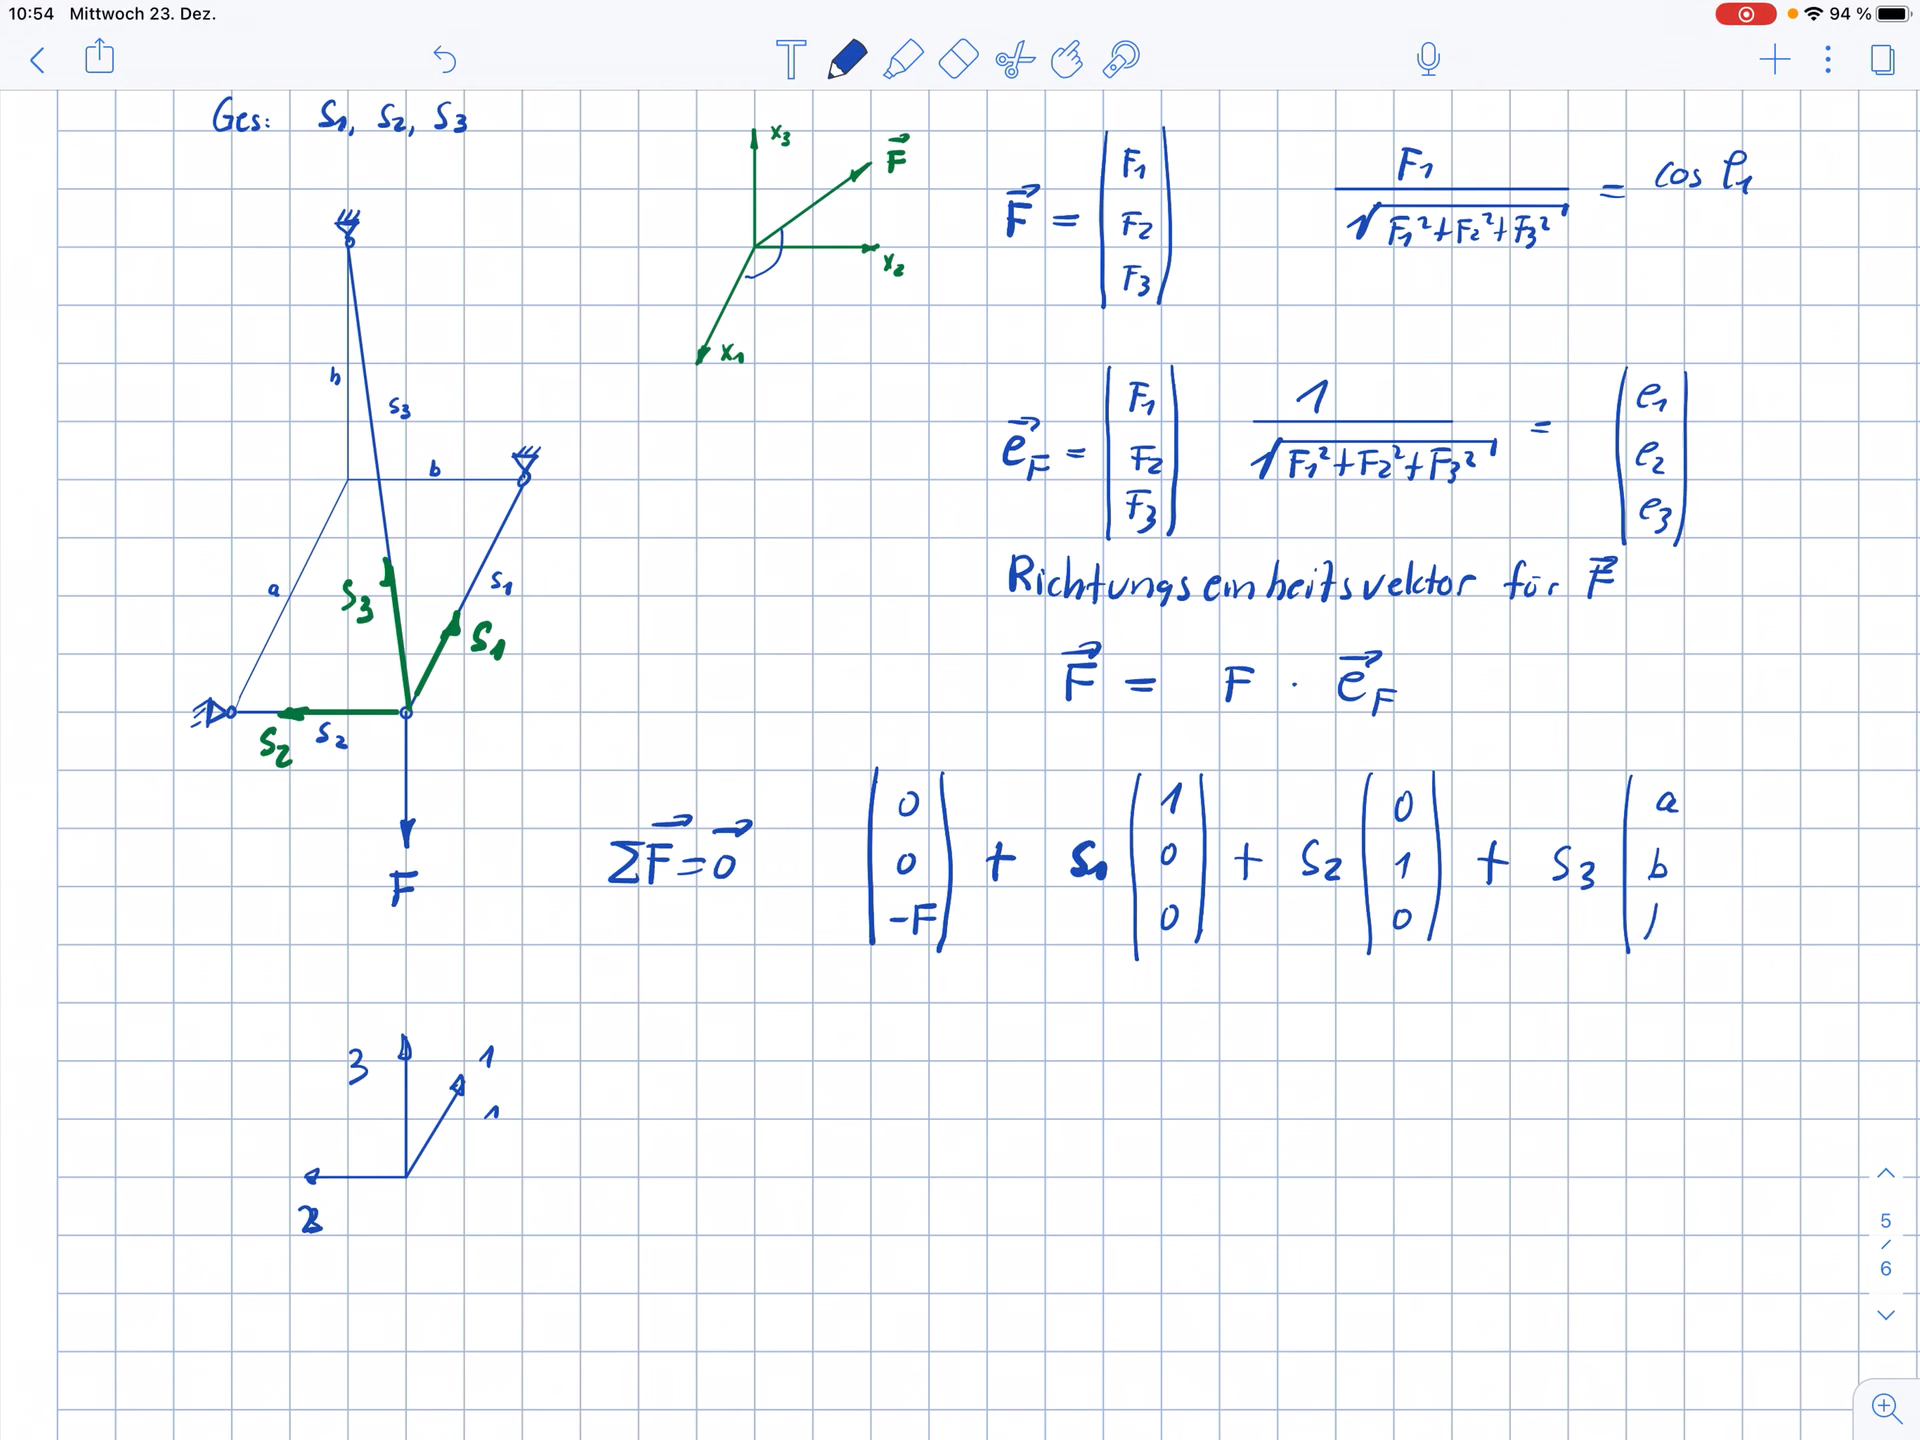 10:54 Mittwoch 23. Dez.
94 %
T
Ges: S1, S2, S3
x3
F⃗
x2
x1
F⃗ = | F1 F2 F3 |
F1 / √(F1² + F2² + F3²) = cos φ1
h
S3
b
a
S1
S3
S1
S2
S2
F
e⃗F = | F1 F2 F3 | 1 / √(F1² + F2² + F3²) = | e1 e2 e3 |
Richtungseinheitsvektor für F⃗
F⃗ = F · e⃗F
ΣF⃗ = 0⃗ | 0 0 -F | + S1 | 1 0 0 | + S2 | 0 1 0 | + S3 | a b
3
1
1
2
5
/
6